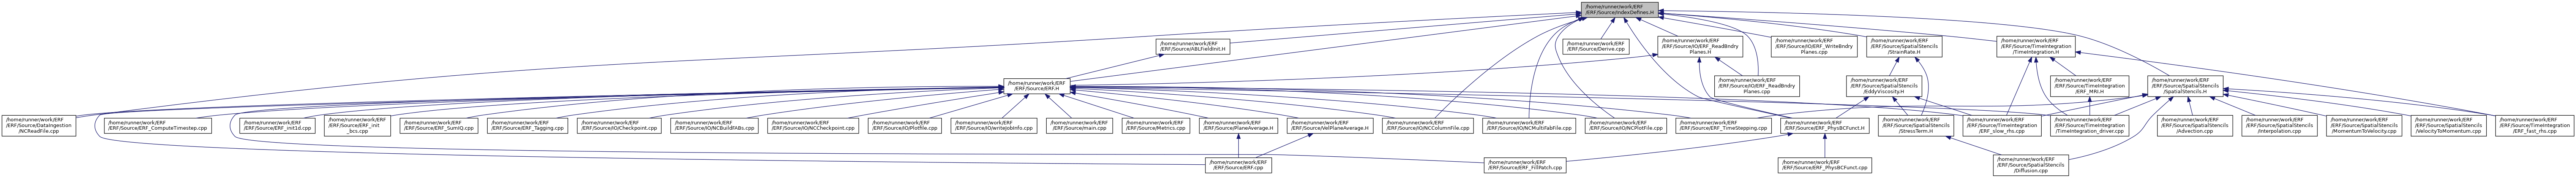 /home/runner/work/ERF
/ERF/Source/IndexDefines.H
/home/runner/work/ERF
/ERF/Source/ABLFieldInit.H
/home/runner/work/ERF
/ERF/Source/Derive.cpp
/home/runner/work/ERF
/ERF/Source/IO/ERF_ReadBndry
Planes.H
/home/runner/work/ERF
/ERF/Source/IO/ERF_WriteBndry
Planes.cpp
/home/runner/work/ERF
/ERF/Source/SpatialStencils
/StrainRate.H
/home/runner/work/ERF
/ERF/Source/TimeIntegration
/TimeIntegration.H
/home/runner/work/ERF
/ERF/Source/ERF.H
/home/runner/work/ERF
/ERF/Source/IO/ERF_ReadBndry
Planes.cpp
/home/runner/work/ERF
/ERF/Source/SpatialStencils
/EddyViscosity.H
/home/runner/work/ERF
/ERF/Source/TimeIntegration
/ERF_MRI.H
/home/runner/work/ERF
/ERF/Source/SpatialStencils
/SpatialStencils.H
/home/runner/work/ERF
/ERF/Source/DataIngestion
/NCReadFile.cpp
/home/runner/work/ERF
/ERF/Source/ERF_ComputeTimestep.cpp
/home/runner/work/ERF
/ERF/Source/ERF_init1d.cpp
/home/runner/work/ERF
/ERF/Source/ERF_init
_bcs.cpp
/home/runner/work/ERF
/ERF/Source/ERF_SumIQ.cpp
/home/runner/work/ERF
/ERF/Source/ERF_Tagging.cpp
/home/runner/work/ERF
/ERF/Source/IO/Checkpoint.cpp
/home/runner/work/ERF
/ERF/Source/IO/NCBuildFABs.cpp
/home/runner/work/ERF
/ERF/Source/IO/NCCheckpoint.cpp
/home/runner/work/ERF
/ERF/Source/IO/Plotfile.cpp
/home/runner/work/ERF
/ERF/Source/IO/writeJobInfo.cpp
/home/runner/work/ERF
/ERF/Source/main.cpp
/home/runner/work/ERF
/ERF/Source/Metrics.cpp
/home/runner/work/ERF
/ERF/Source/PlaneAverage.H
/home/runner/work/ERF
/ERF/Source/VelPlaneAverage.H
/home/runner/work/ERF
/ERF/Source/IO/NCColumnFile.cpp
/home/runner/work/ERF
/ERF/Source/IO/NCMultiFabFile.cpp
/home/runner/work/ERF
/ERF/Source/IO/NCPlotFile.cpp
/home/runner/work/ERF
/ERF/Source/ERF_TimeStepping.cpp
/home/runner/work/ERF
/ERF/Source/ERF_PhysBCFunct.H
/home/runner/work/ERF
/ERF/Source/SpatialStencils
/StressTerm.H
/home/runner/work/ERF
/ERF/Source/TimeIntegration
/ERF_slow_rhs.cpp
/home/runner/work/ERF
/ERF/Source/TimeIntegration
/TimeIntegration_driver.cpp
/home/runner/work/ERF
/ERF/Source/SpatialStencils
/Advection.cpp
/home/runner/work/ERF
/ERF/Source/SpatialStencils
/Interpolation.cpp
/home/runner/work/ERF
/ERF/Source/SpatialStencils
/MomentumToVelocity.cpp
/home/runner/work/ERF
/ERF/Source/SpatialStencils
/VelocityToMomentum.cpp
/home/runner/work/ERF
/ERF/Source/TimeIntegration
/ERF_fast_rhs.cpp
/home/runner/work/ERF
/ERF/Source/ERF.cpp
/home/runner/work/ERF
/ERF/Source/ERF_FillPatch.cpp
/home/runner/work/ERF
/ERF/Source/ERF_PhysBCFunct.cpp
/home/runner/work/ERF
/ERF/Source/SpatialStencils
/Diffusion.cpp